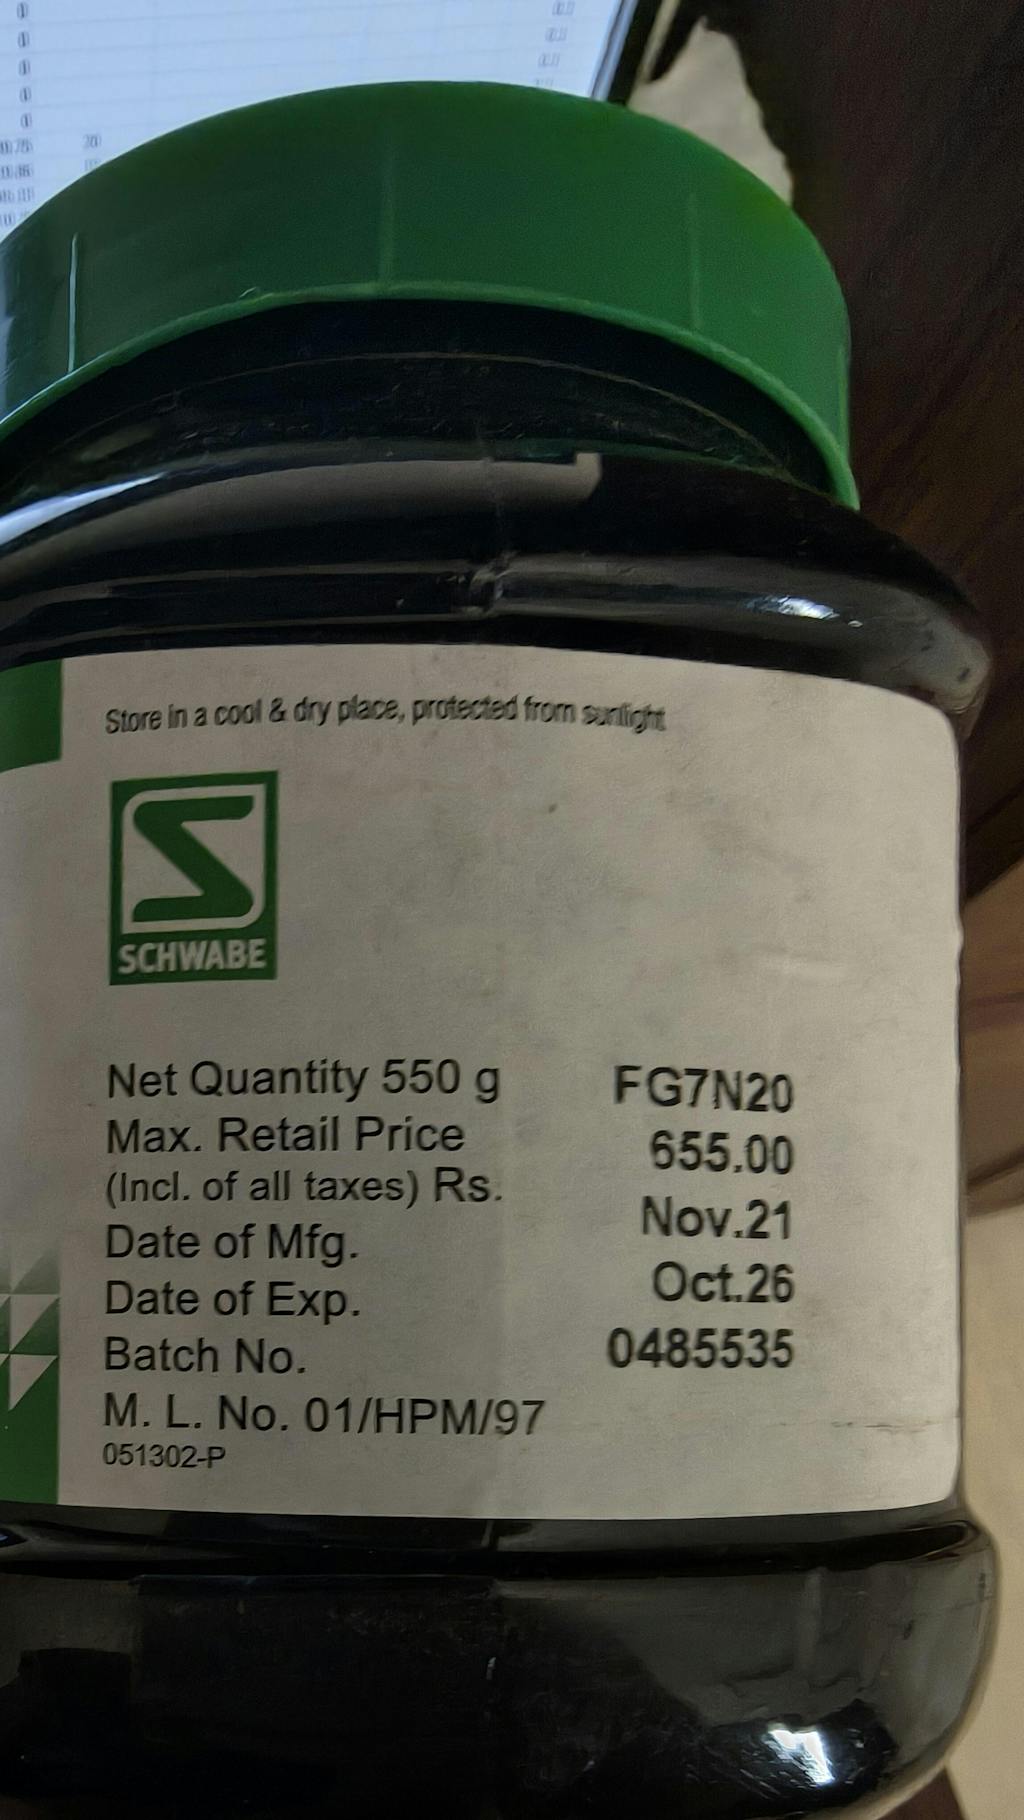 Store in a cool & dry place, protected from sunlight
SCHWABE
Net Quantity 550 g FG7N20
Max. Retail Price 655.00
(Incl. of all taxes) Rs.
Date of Mfg. Nov.21
Date of Exp. Oct.26
Batch No. 0485535
M. L. No. 01/HPM/97
051302-P